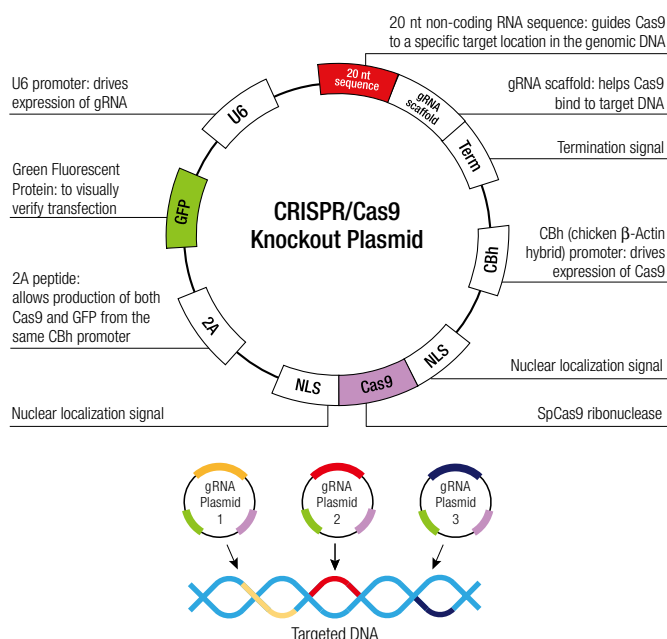 20 nt non-coding RNA sequence: guides Cas9
to a specific target location in the genomic DNA
U6 promoter: drives
expression of gRNA
gRNA scaffold: helps Cas9
bind to target DNA
Termination signal
Green Fluorescent
Protein: to visually
verify transfection
CBh (chicken β-Actin
hybrid) promoter: drives
expression of Cas9
2A peptide:
allows production of both
Cas9 and GFP from the
same CBh promoter
Nuclear localization signal
Nuclear localization signal
SpCas9 ribonuclease
20 nt
sequence
gRNA
scaffold
Term
CBh
NLS
Cas9
NLS
2A
GFP
U6
CRISPR/Cas9
Knockout Plasmid
gRNA
Plasmid
1
gRNA
Plasmid
2
gRNA
Plasmid
3
Targeted DNA